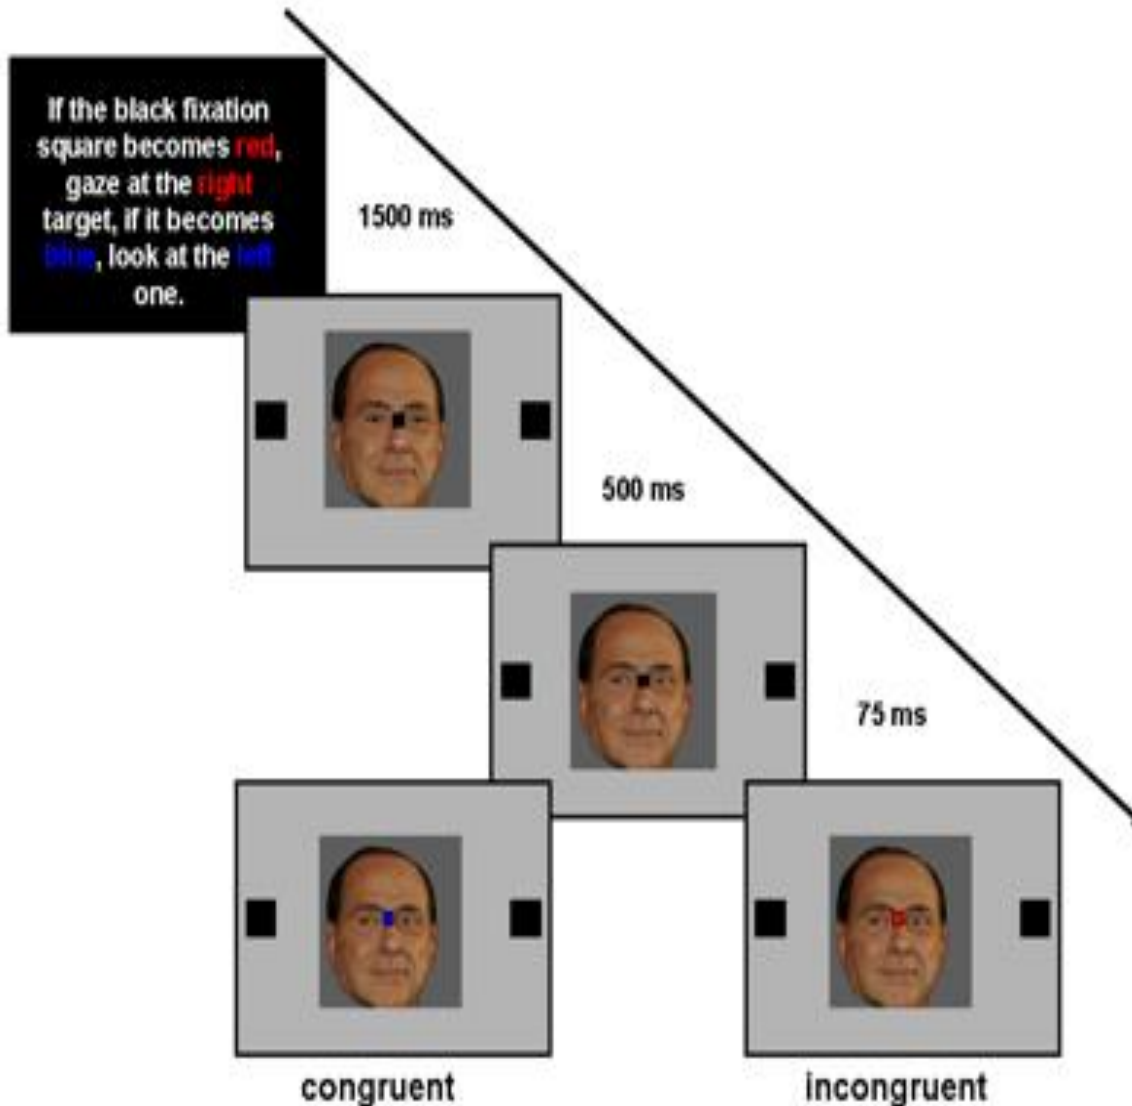 If the black fixation
square becomes red,
gaze at the right
target, if it becomes
blue, look at the left
one.
1500 ms
500 ms
75 ms
congruent
incongruent